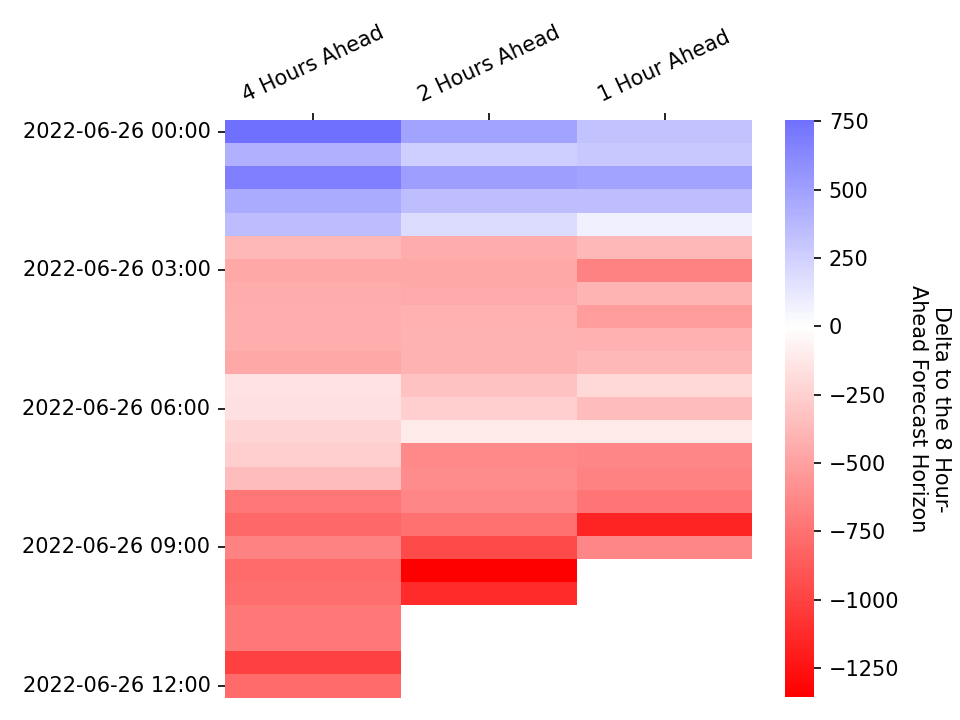 4 Hours Ahead
2 Hours Ahead
1 Hour Ahead
2022-06-26 00:00
2022-06-26 03:00
2022-06-26 06:00
2022-06-26 09:00
2022-06-26 12:00
750
500
250
0
−250
−500
−750
−1000
−1250
Delta to the 8 Hour-
Ahead Forecast Horizon